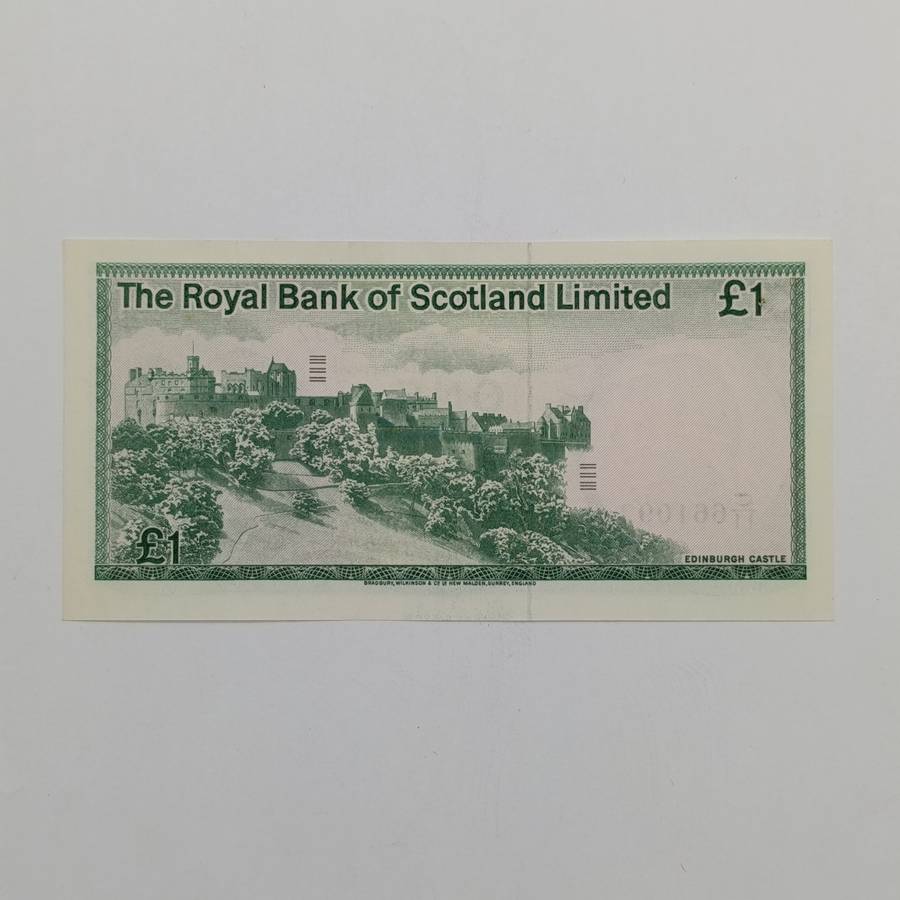 The Royal Bank of Scotland Limited £1
£1
EDINBURGH CASTLE
BRADBURY, WILKINSON & Cº Lᴰ NEW MALDEN, SURREY, ENGLAND